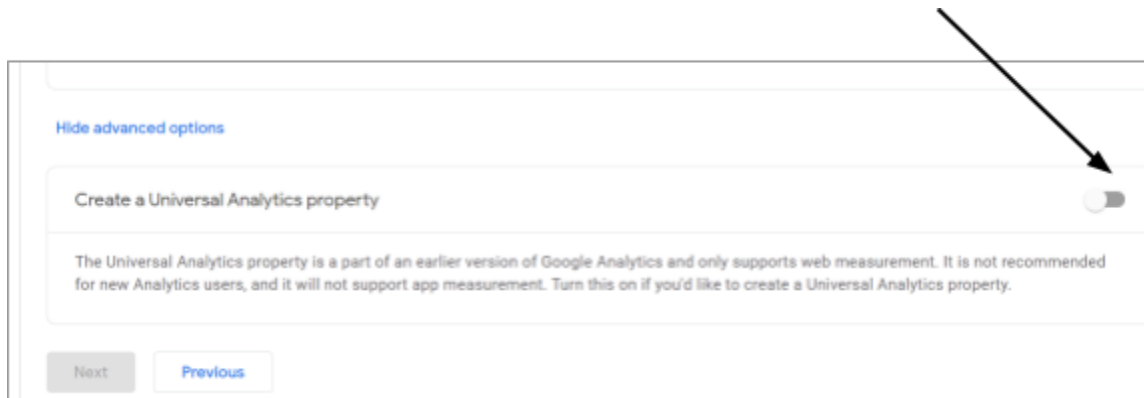 Hide advanced options
Create a Universal Analytics property
The Universal Analytics property is a part of an earlier version of Google Analytics and only supports web measurement. It is not recommended
for new Analytics users, and it will not support app measurement. Turn this on if you'd like to create a Universal Analytics property.
Next Previous